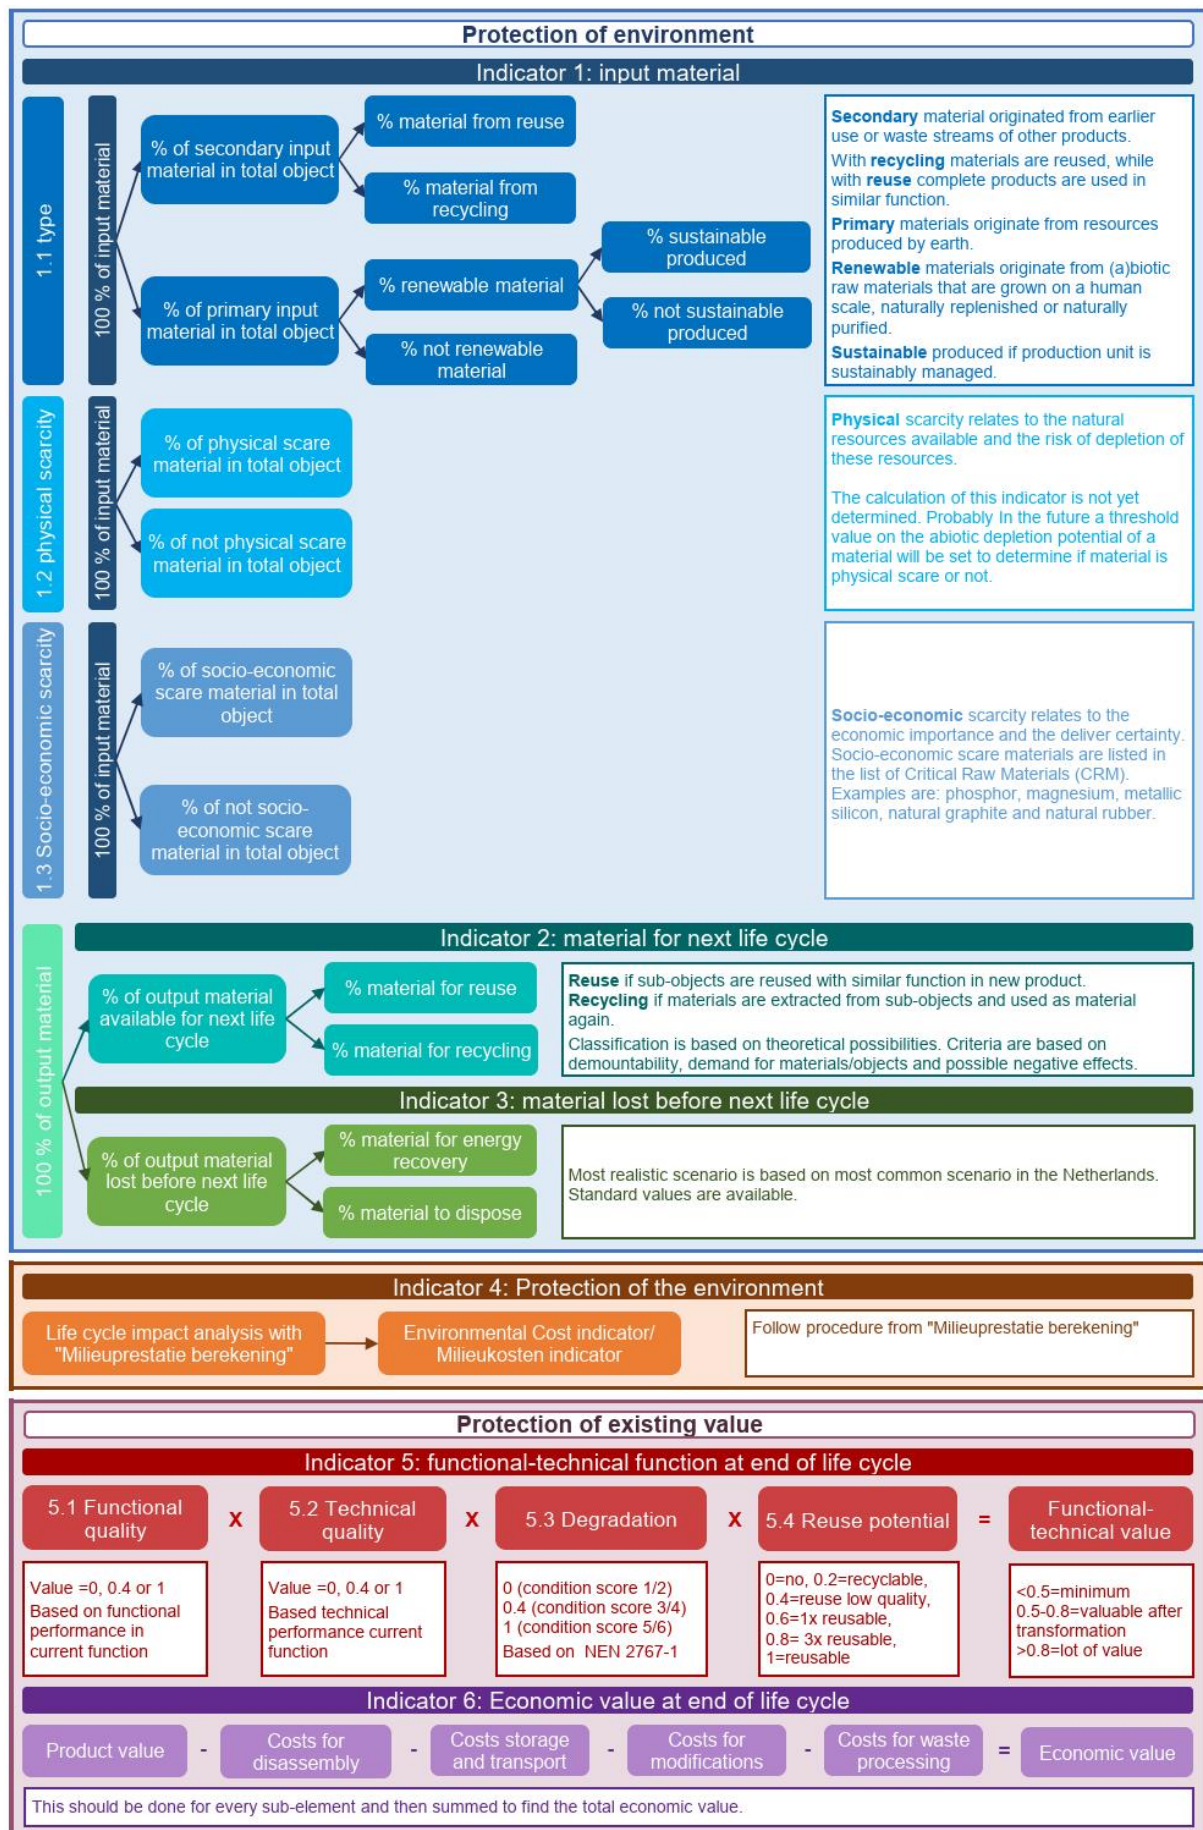 Protection of environment
Indicator 1: input material
1.1 type
100 % of input material
% of secondary input
material in total object
% material from reuse
% material from
recycling
% of primary input
material in total object
% renewable material
% not renewable
material
% sustainable
produced
% not sustainable
produced
Secondary material originated from earlier
use or waste streams of other products.
With recycling materials are reused, while
with reuse complete products are used in
similar function.
Primary materials originate from resources
produced by earth.
Renewable materials originate from (a)biotic
raw materials that are grown on a human
scale, naturally replenished or naturally
purified.
Sustainable produced if production unit is
sustainably managed.
1.2 physical scarcity
100 % of input material
% of physical scare
material in total object
% of not physical scare
material in total object
Physical scarcity relates to the natural
resources available and the risk of depletion of
these resources.
The calculation of this indicator is not yet
determined. Probably In the future a threshold
value on the abiotic depletion potential of a
material will be set to determine if material is
physical scare or not.
1.3 Socio-economic scarcity
100 % of input material
% of socio-economic
scare material in total
object
% of not socio-
economic scare
material in total object
Socio-economic scarcity relates to the
economic importance and the deliver certainty.
Socio-economic scare materials are listed in
the list of Critical Raw Materials (CRM).
Examples are: phosphor, magnesium, metallic
silicon, natural graphite and natural rubber.
100 % of output material
Indicator 2: material for next life cycle
% of output material
available for next life
cycle
% material for reuse
% material for recycling
Reuse if sub-objects are reused with similar function in new product.
Recycling if materials are extracted from sub-objects and used as material
again.
Classification is based on theoretical possibilities. Criteria are based on
demountability, demand for materials/objects and possible negative effects.
Indicator 3: material lost before next life cycle
% of output material
lost before next life
cycle
% material for energy
recovery
% material to dispose
Most realistic scenario is based on most common scenario in the Netherlands.
Standard values are available.
Indicator 4: Protection of the environment
Life cycle impact analysis with
"Milieuprestatie berekening"
Environmental Cost indicator/
Milieukosten indicator
Follow procedure from "Milieuprestatie berekening"
Protection of existing value
Indicator 5: functional-technical function at end of life cycle
5.1 Functional
quality
X
5.2 Technical
quality
X
5.3 Degradation
X
5.4 Reuse potential
=
Functional-
technical value
Value =0, 0.4 or 1
Based on functional
performance in
current function
Value =0, 0.4 or 1
Based technical
performance current
function
0 (condition score 1/2)
0.4 (condition score 3/4)
1 (condition score 5/6)
Based on NEN 2767-1
0=no, 0.2=recyclable,
0.4=reuse low quality,
0.6=1x reusable,
0.8= 3x reusable,
1=reusable
<0.5=minimum
0.5-0.8=valuable after
transformation
>0.8=lot of value
Indicator 6: Economic value at end of life cycle
Product value
-
Costs for
disassembly
-
Costs storage
and transport
-
Costs for
modifications
-
Costs for waste
processing
=
Economic value
This should be done for every sub-element and then summed to find the total economic value.